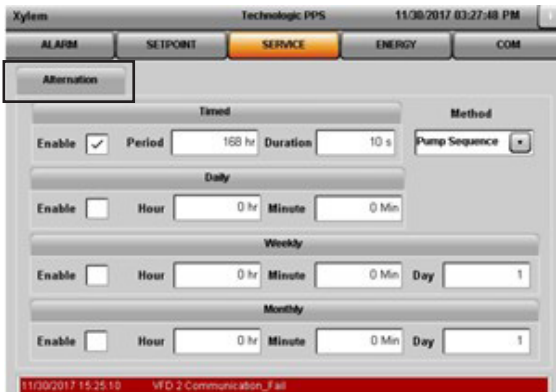 Xylem Technologic PPS 11/30/2017 03:27:48 PM
ALARM SETPOINT SERVICE ENERGY COM
Alternation
Timed Method
Enable Period 168 hr Duration 10 s Pump Sequence
Daily
Enable Hour 0 hr Minute 0 Min
Weekly
Enable Hour 0 hr Minute 0 Min Day 1
Monthly
Enable Hour 0 hr Minute 0 Min Day 1
11/30/2017 15:25:10 VFD 2 Communication_Fail